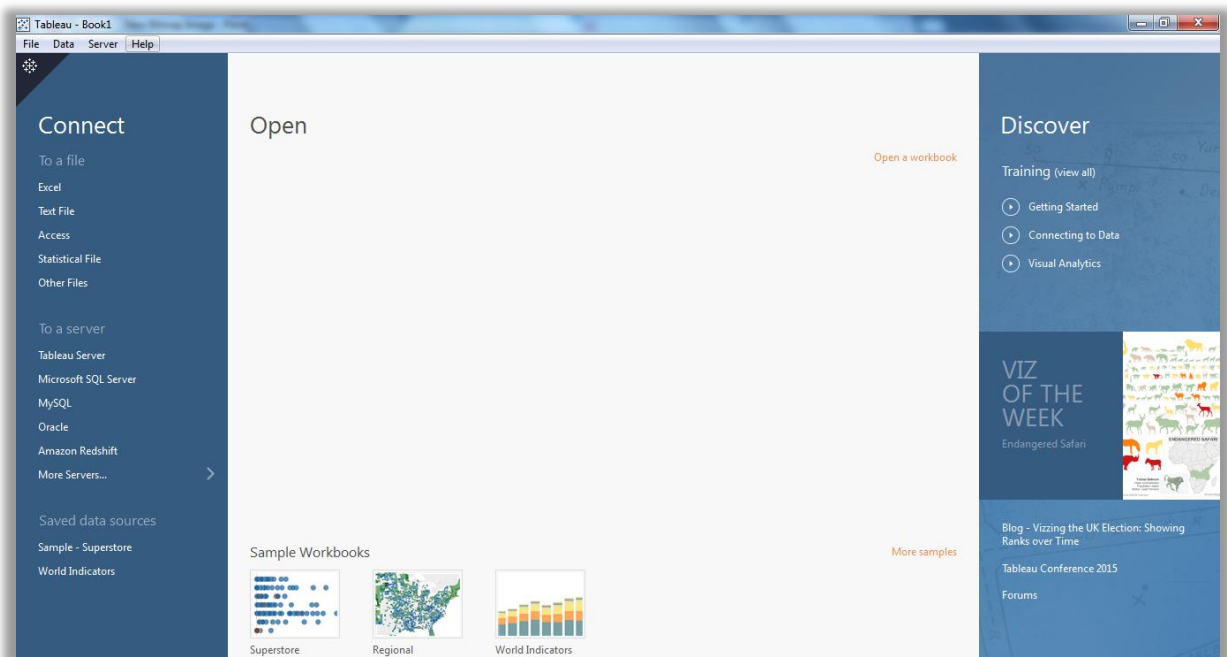 Tableau - Book1
File Data Server Help
Connect
To a file
Excel
Text File
Access
Statistical File
Other Files
To a server
Tableau Server
Microsoft SQL Server
MySQL
Oracle
Amazon Redshift
More Servers...
Saved data sources
Sample - Superstore
World Indicators
Open
Open a workbook
Sample Workbooks
More samples
Superstore
Regional
World Indicators
Discover
Training (view all)
Getting Started
Connecting to Data
Visual Analytics
VIZ
OF THE
WEEK
Endangered Safari
ENDANGERED SAFARI
Blog - Vizzing the UK Election: Showing
Ranks over Time
Tableau Conference 2015
Forums